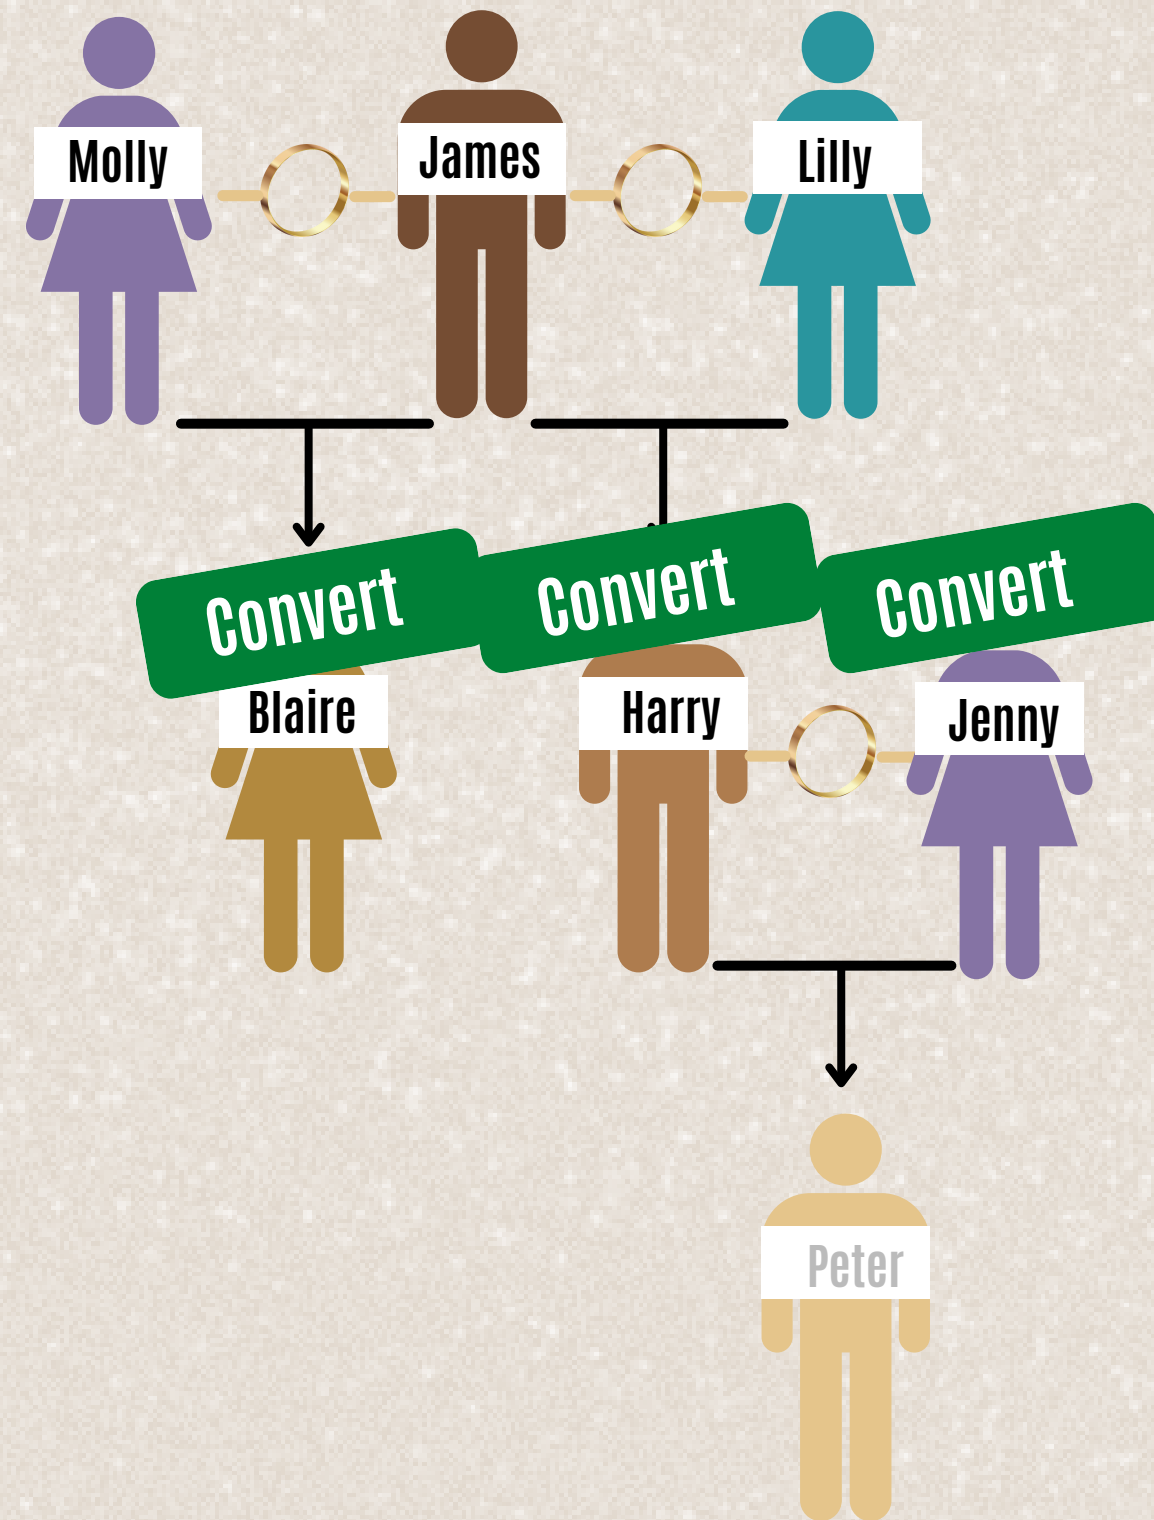 Molly
James
Lilly
Convert
Convert
Convert
Blaire
Harry
Jenny
Peter